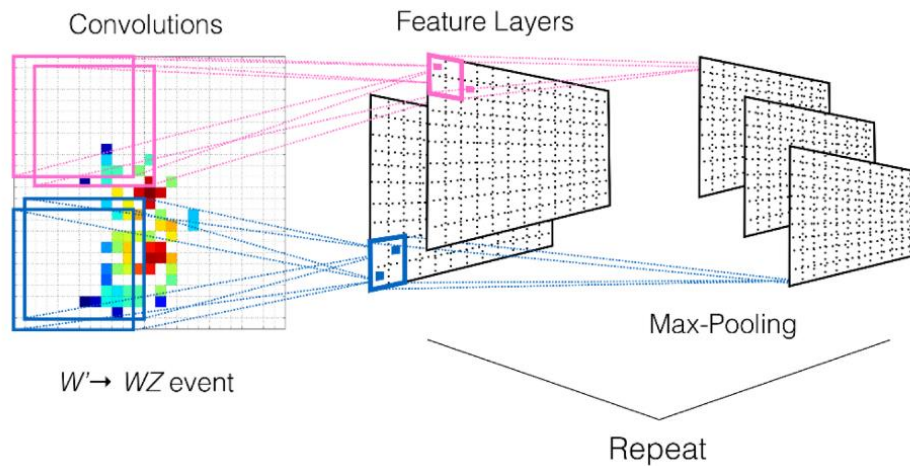 Convolutions
Feature Layers
Max-Pooling
W'→ WZ event
Repeat